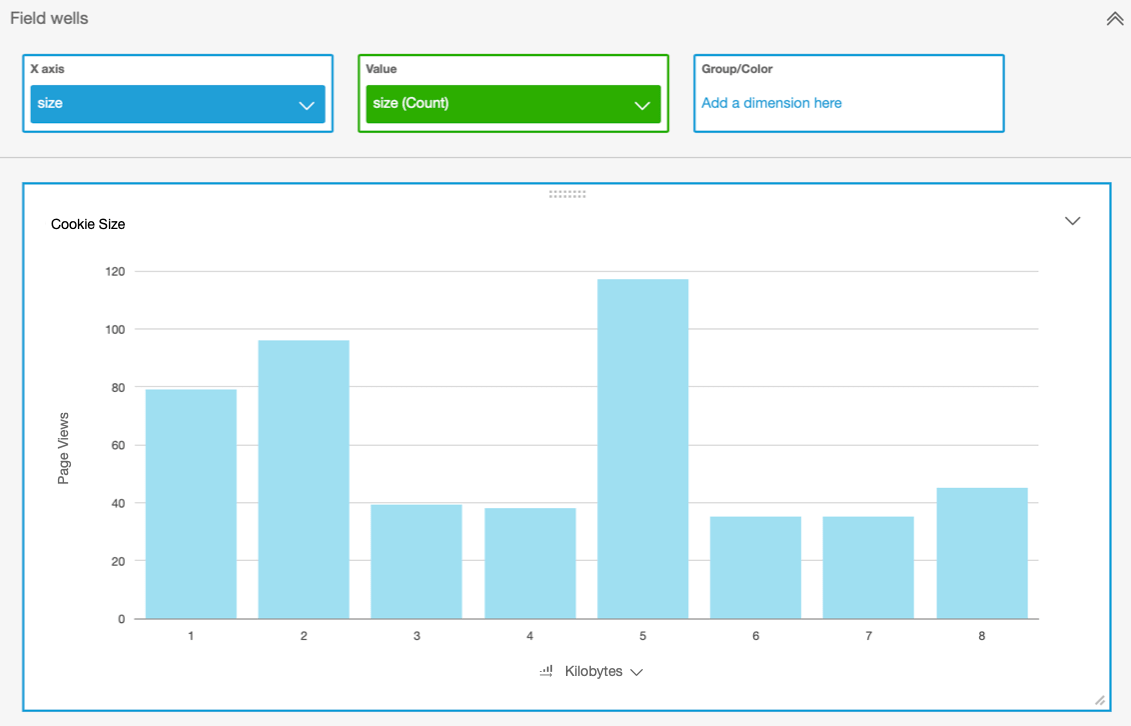 Field wells
X axis
size
Value
size (Count)
Group/Color
Add a dimension here
Cookie Size
120
100
80
60
40
20
0
Page Views
1 2 3 4 5 6 7 8
Kilobytes